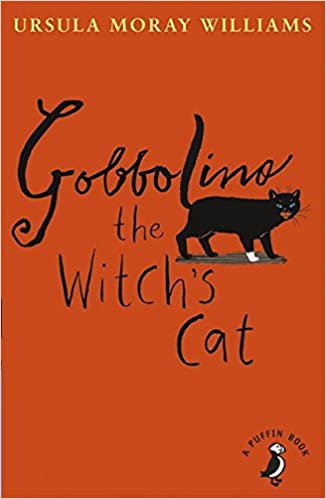 URSULA MORAY WILLIAMS
Gobbolino
the
Witch's
Cat
A PUFFIN BOOK